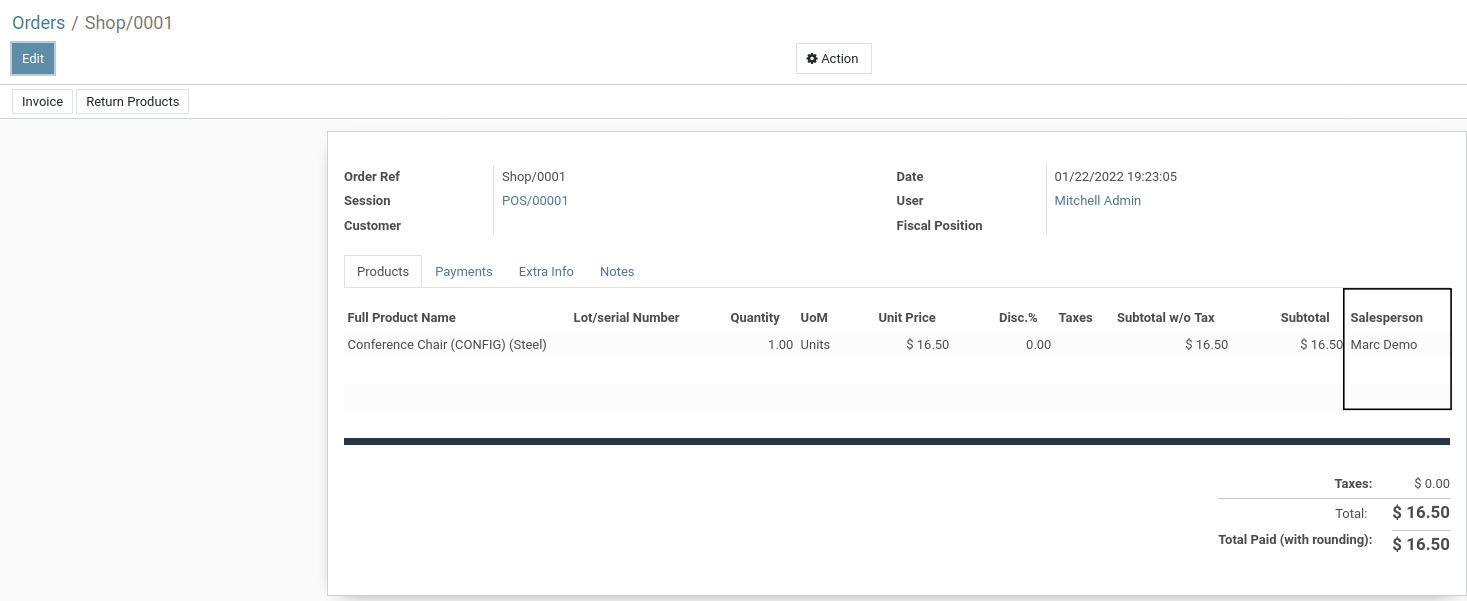 Orders / Shop/0001
Edit
Action
Invoice
Return Products
Order Ref Shop/0001 Date 01/22/2022 19:23:05
Session POS/00001 User Mitchell Admin
Customer Fiscal Position
Products Payments Extra Info Notes
Full Product Name Lot/serial Number Quantity UoM Unit Price Disc.% Taxes Subtotal w/o Tax Subtotal Salesperson
Conference Chair (CONFIG) (Steel) 1.00 Units $ 16.50 0.00 $ 16.50 $ 16.50 Marc Demo
Taxes: $ 0.00
Total: $ 16.50
Total Paid (with rounding): $ 16.50